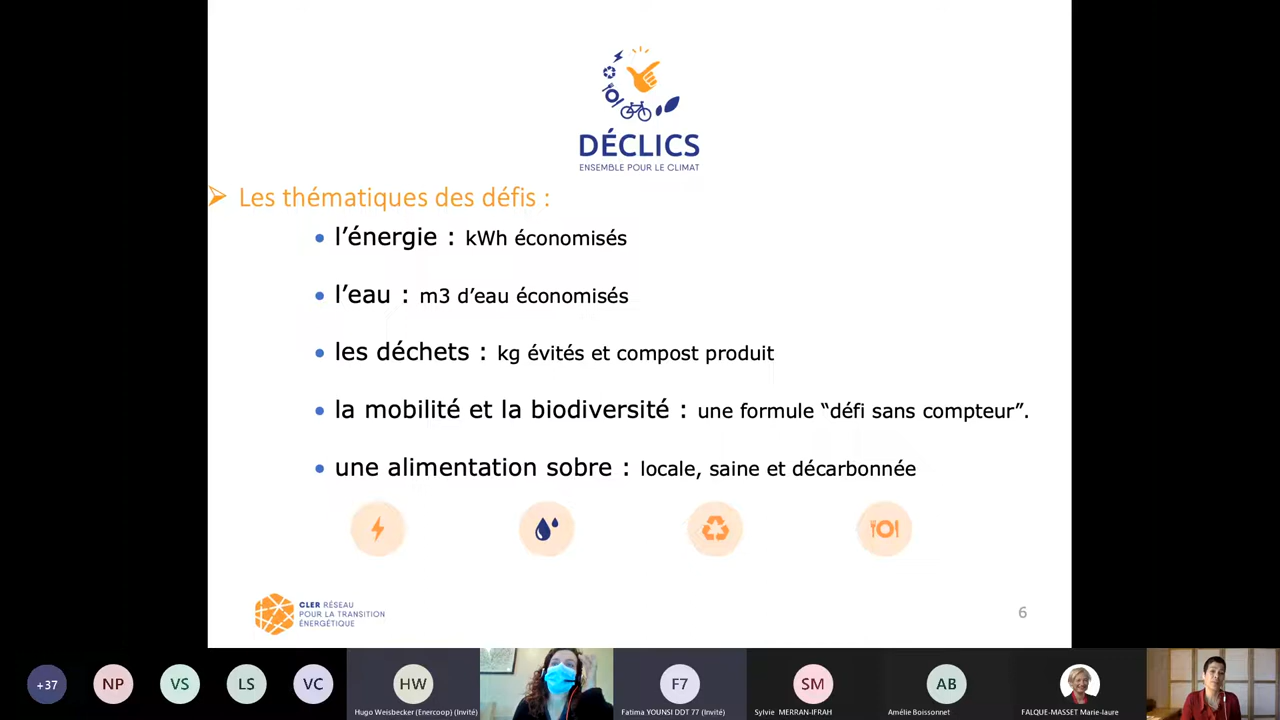 DÉCLICS
ENSEMBLE POUR LE CLIMAT
Les thématiques des défis :
l’énergie : kWh économisés
l’eau : m3 d’eau économisés
les déchets : kg évités et compost produit
la mobilité et la biodiversité : une formule “défi sans compteur”.
une alimentation sobre : locale, saine et décarbonnée
CLER RÉSEAU
POUR LA TRANSITION
ÉNERGÉTIQUE
6
+37
NP
VS
LS
VC
HW
F7
SM
AB
Hugo Weisbecker (Enercoop) (Invité)
Fatima YOUNSI DDT 77 (Invité)
Sylvie MERRAN-IFRAH
Amélie Boissonnet
FALQUE-MASSET Marie-laure